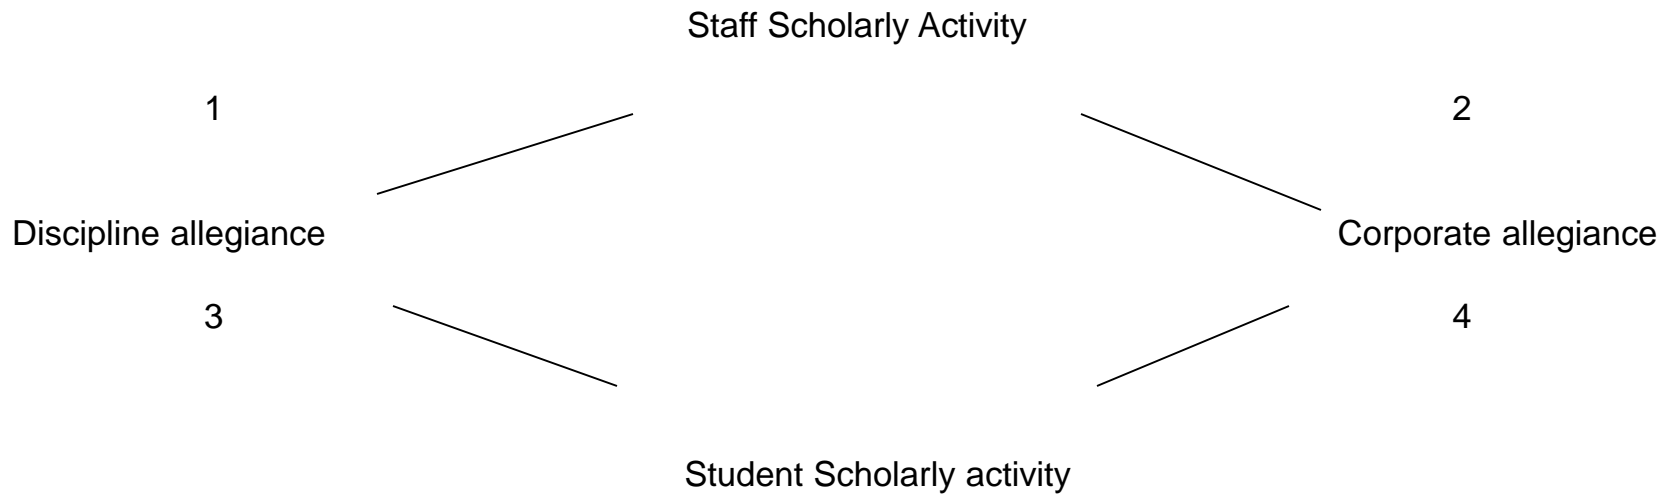 Staff Scholarly Activity
1 2
Discipline allegiance Corporate allegiance
3 4
Student Scholarly activity